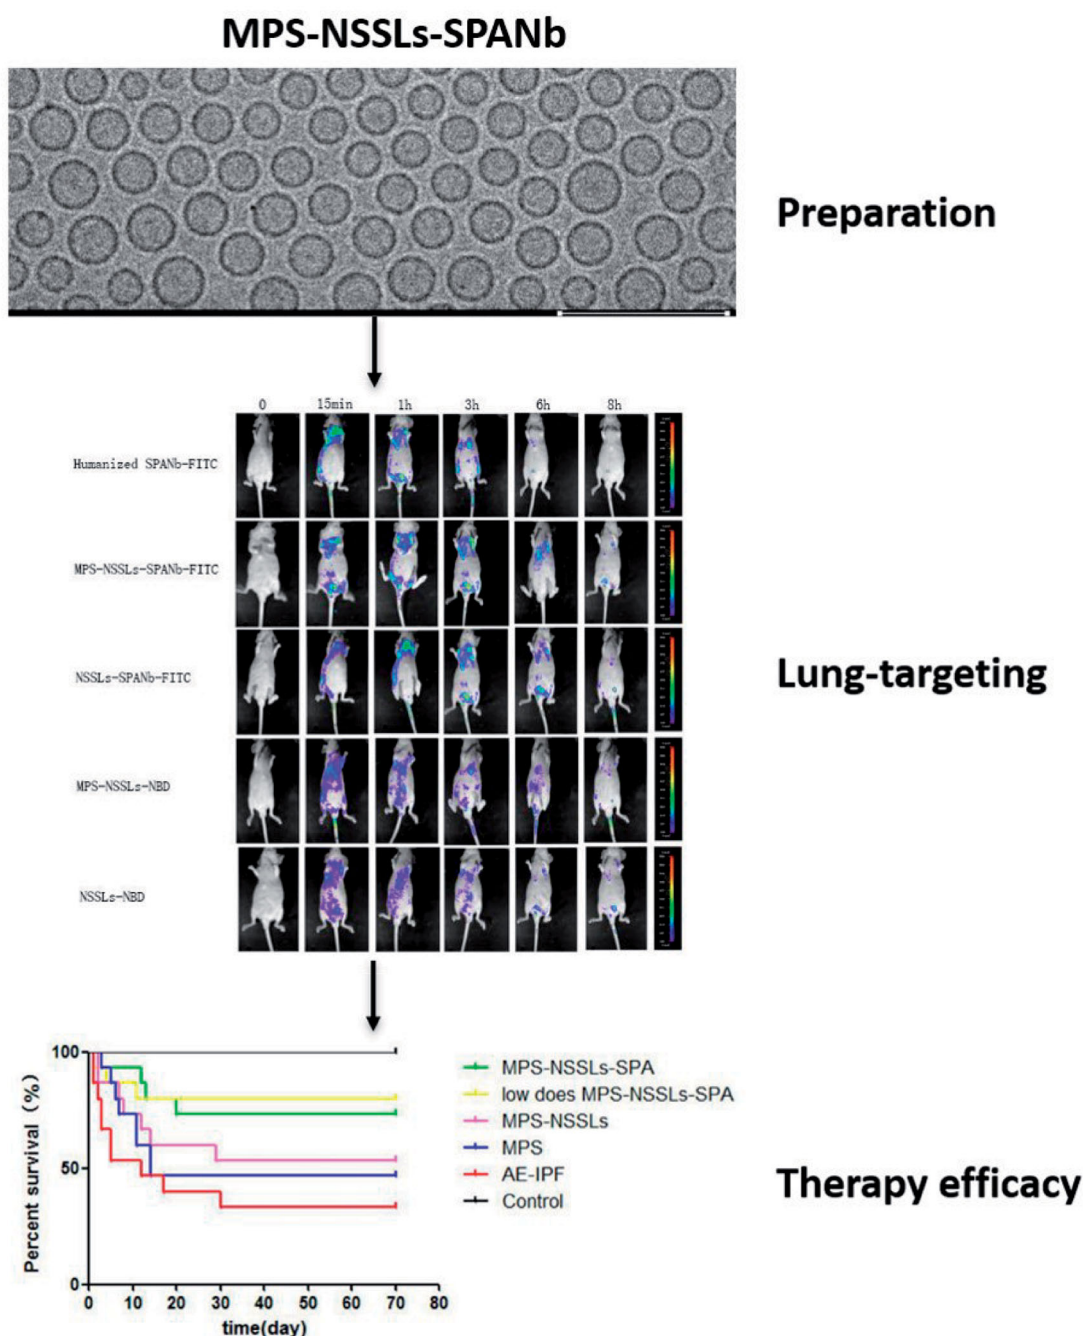 MPS-NSSLs-SPANb
Preparation
0 15min 1h 3h 6h 8h
Humanized SPANb-FITC
MPS-NSSLs-SPANb-FITC
NSSLs-SPANb-FITC
Lung-targeting
MPS-NSSLs-NBD
NSSLs-NBD
100
50
0
Percent survival (%)
0 10 20 30 40 50 60 70 80
time(day)
MPS-NSSLs-SPA
low does MPS-NSSLs-SPA
MPS-NSSLs
MPS
AE-IPF
Control
Therapy efficacy